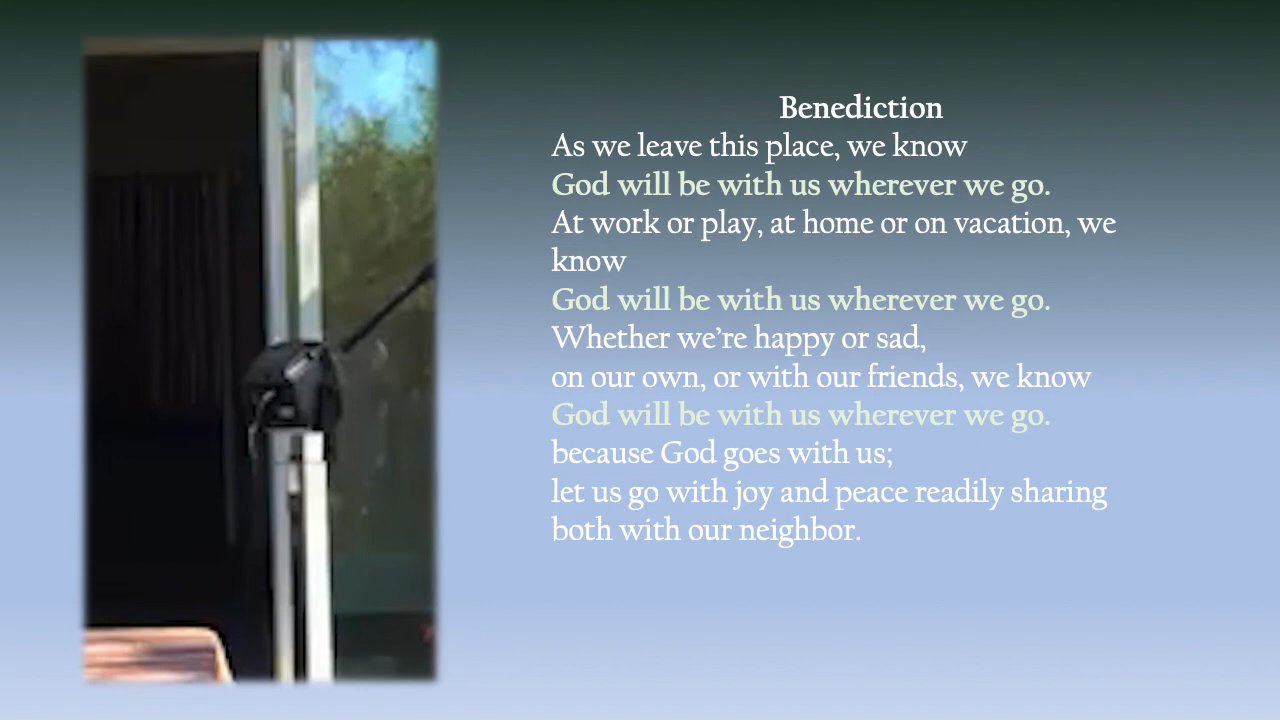 Benediction
As we leave this place, we know
God will be with us wherever we go.
At work or play, at home or on vacation, we
know
God will be with us wherever we go.
Whether we’re happy or sad,
on our own, or with our friends, we know
God will be with us wherever we go.
because God goes with us;
let us go with joy and peace readily sharing
both with our neighbor.